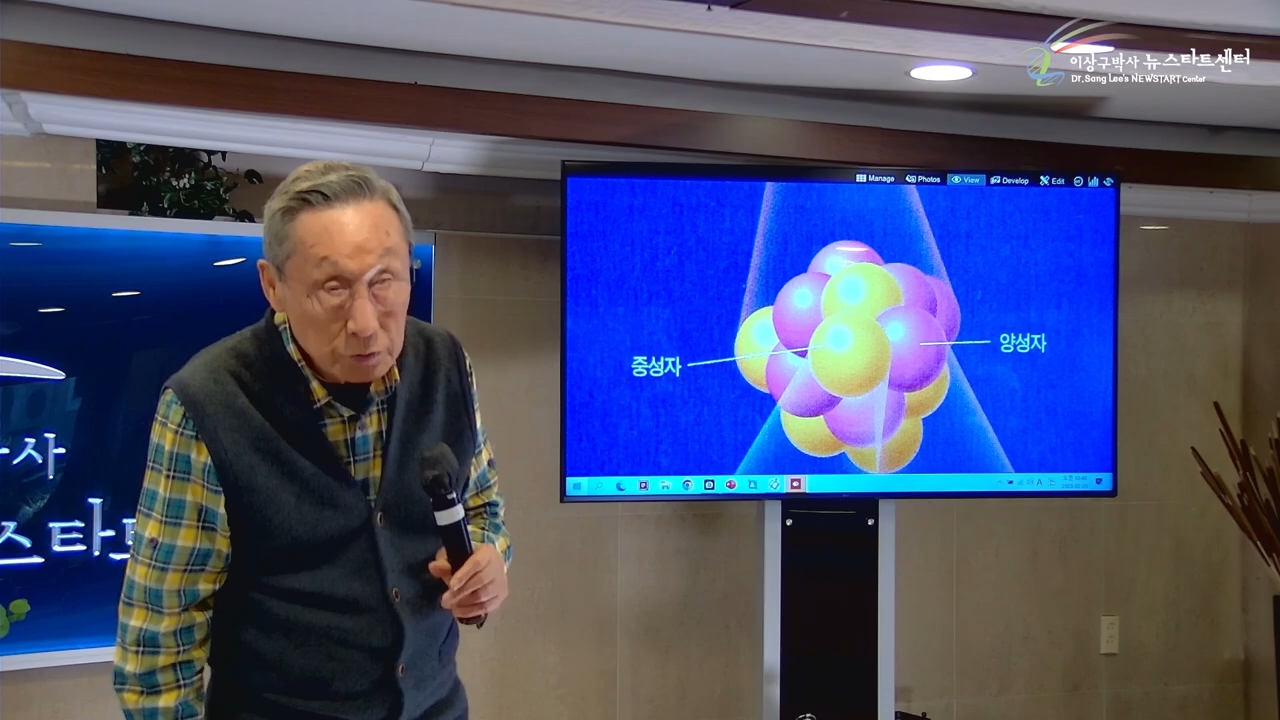 이상구박사 뉴스타트센터
Dr. Sang Lee's NEWSTART Center
Manage Photos View Develop Edit
중성자
양성자
사
스타트